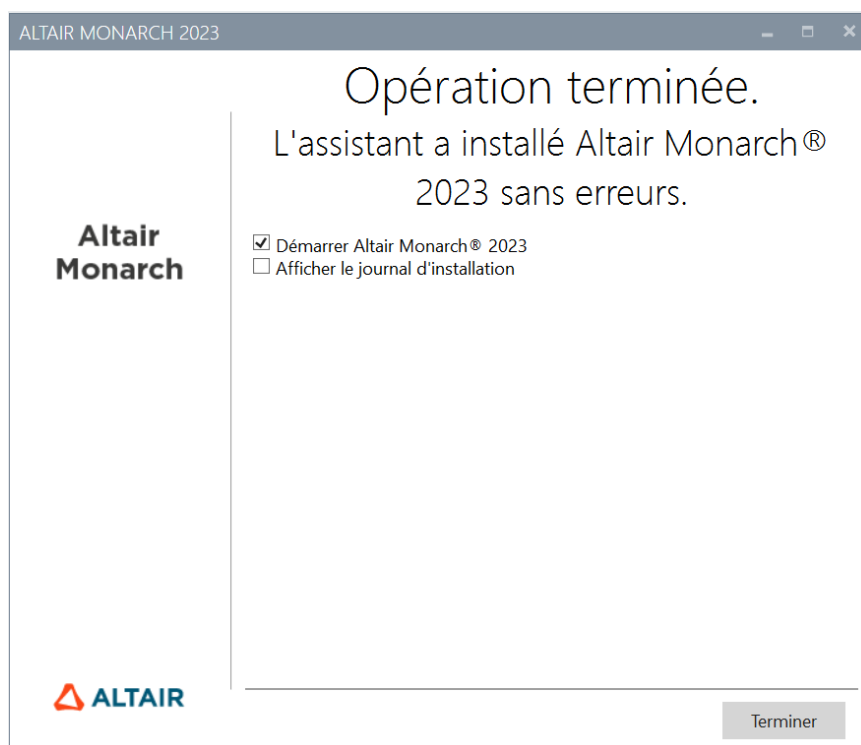 ALTAIR MONARCH 2023
Opération terminée.
L'assistant a installé Altair Monarch®
2023 sans erreurs.
Altair
Monarch
Démarrer Altair Monarch® 2023
Afficher le journal d'installation
ALTAIR
Terminer